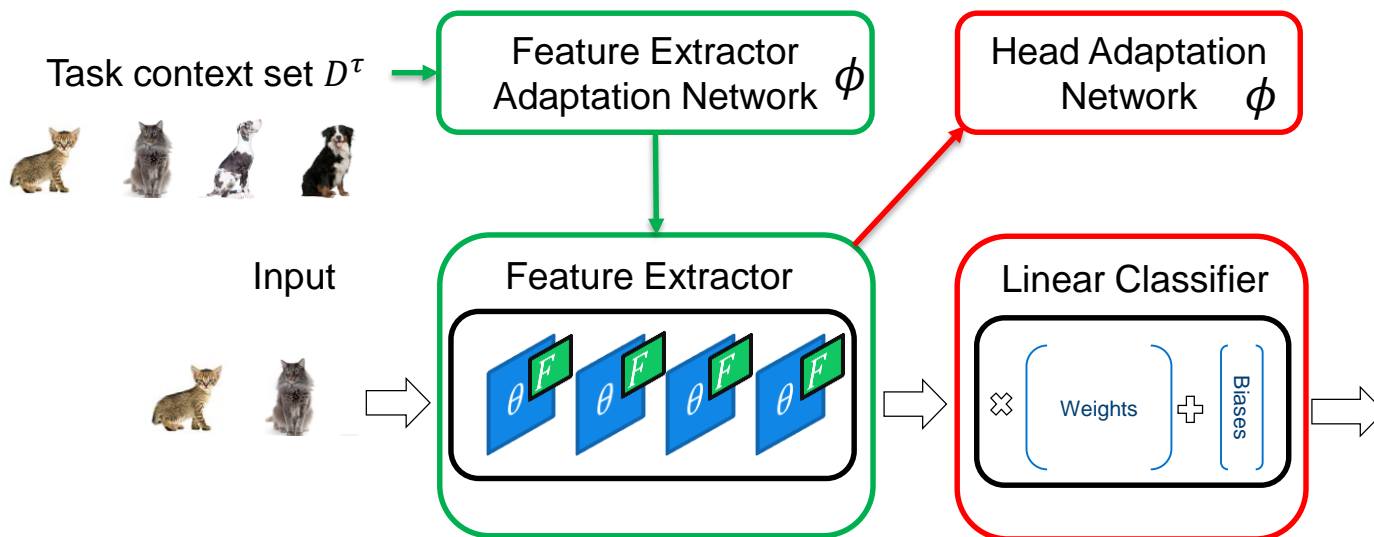 Task context set D^τ
Feature Extractor
Adaptation Network ϕ
Head Adaptation
Network ϕ
Input
Feature Extractor
θ F θ F θ F θ F
Linear Classifier
Weights
Biases